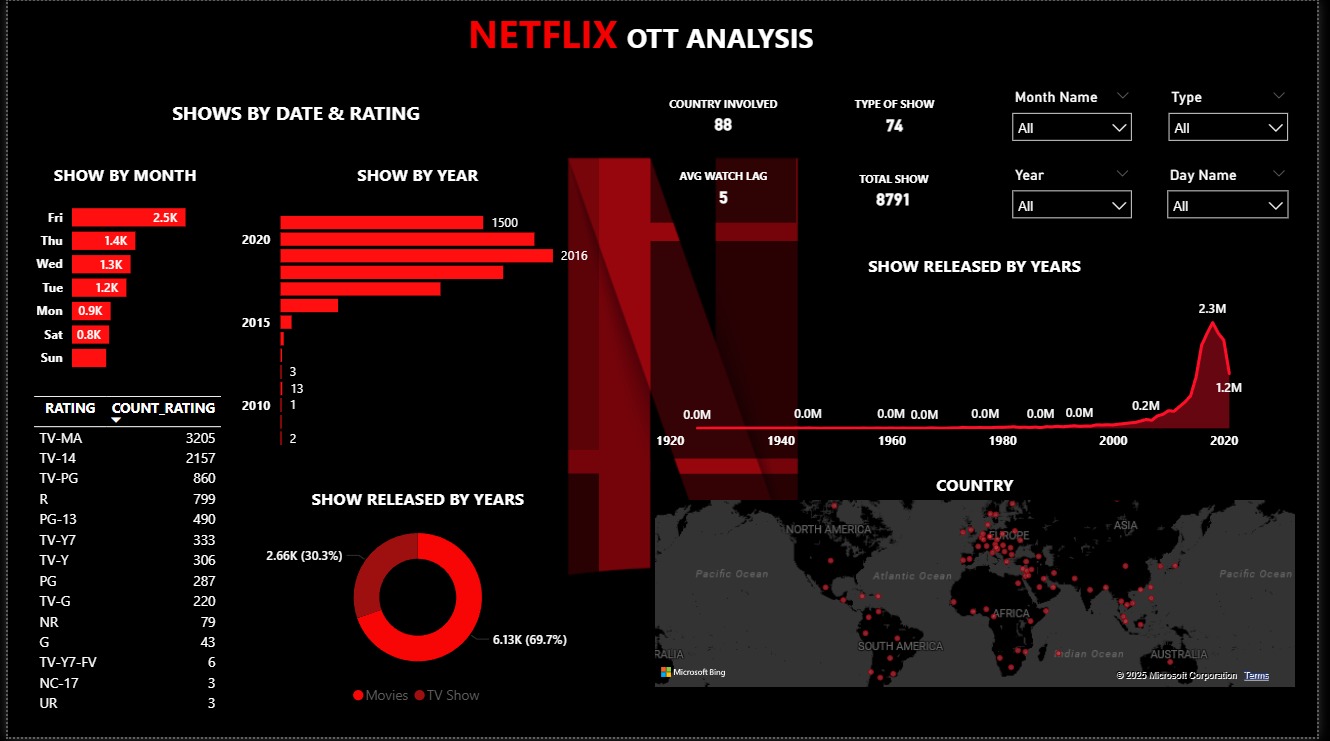 NETFLIX OTT ANALYSIS
SHOWS BY DATE & RATING
COUNTRY INVOLVED
88
TYPE OF SHOW
74
Month Name
All
Type
All
AVG WATCH LAG
5
TOTAL SHOW
8791
Year
All
Day Name
All
SHOW BY MONTH
Fri 2.5K
Thu 1.4K
Wed 1.3K
Tue 1.2K
Mon 0.9K
Sat 0.8K
Sun
SHOW BY YEAR
1500
2020
2016
2015
3
13
2010 1
2
RATING COUNT_RATING
TV-MA 3205
TV-14 2157
TV-PG 860
R 799
PG-13 490
TV-Y7 333
TV-Y 306
PG 287
TV-G 220
NR 79
G 43
TV-Y7-FV 6
NC-17 3
UR 3
SHOW RELEASED BY YEARS
2.66K (30.3%)
6.13K (69.7%)
Movies TV Show
SHOW RELEASED BY YEARS
2.3M
1.2M
0.0M 0.0M 0.0M 0.0M 0.0M 0.0M 0.0M 0.2M
1920 1940 1960 1980 2000 2020
COUNTRY
NORTH AMERICA
EUROPE
ASIA
Pacific Ocean
Atlantic Ocean
Pacific Ocean
AFRICA
SOUTH AMERICA
Indian Ocean
AUSTRALIA
RALIA
Microsoft Bing
© 2025 Microsoft Corporation Terms